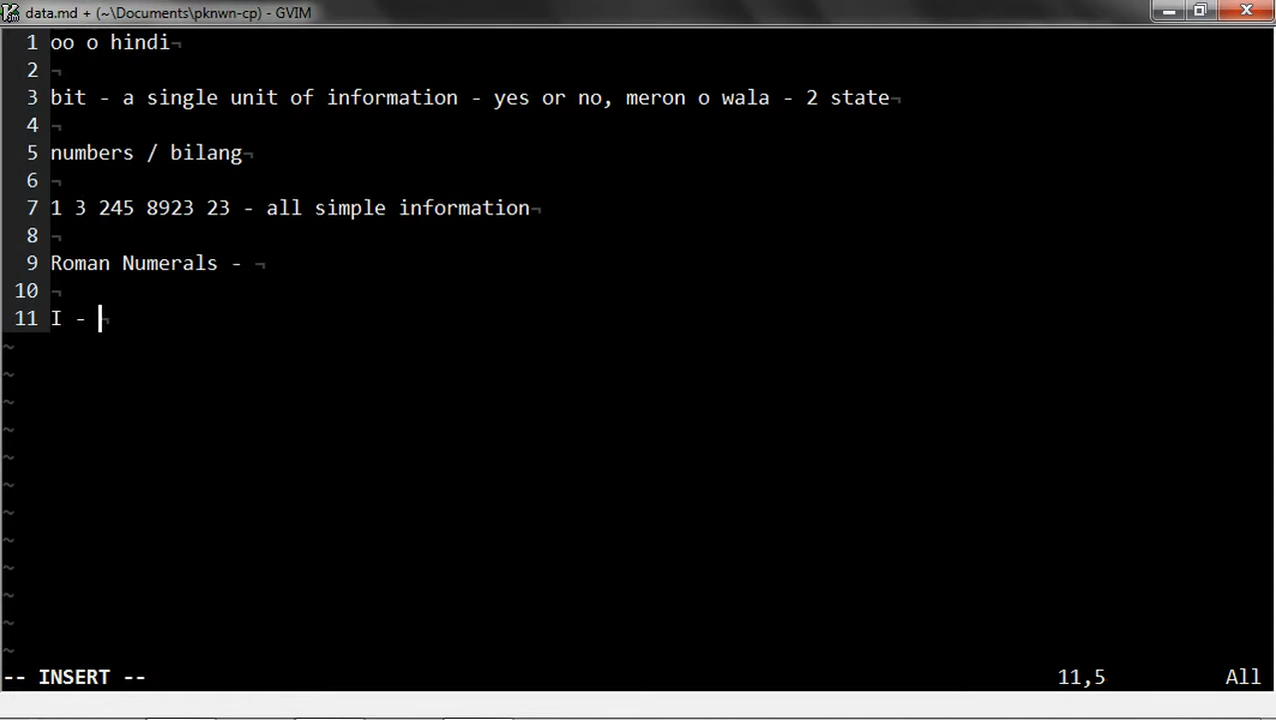 data.md + (~\Documents\pknwn-cp) - GVIM
1 oo o hindi¬
2 ¬
3 bit - a single unit of information - yes or no, meron o wala - 2 state¬
4 ¬
5 numbers / bilang¬
6 ¬
7 1 3 245 8923 23 - all simple information¬
8 ¬
9 Roman Numerals - ¬
10 ¬
11 I - ¬
~
~
~
~
~
~
~
~
~
~
~
~
-- INSERT -- 11,5 All